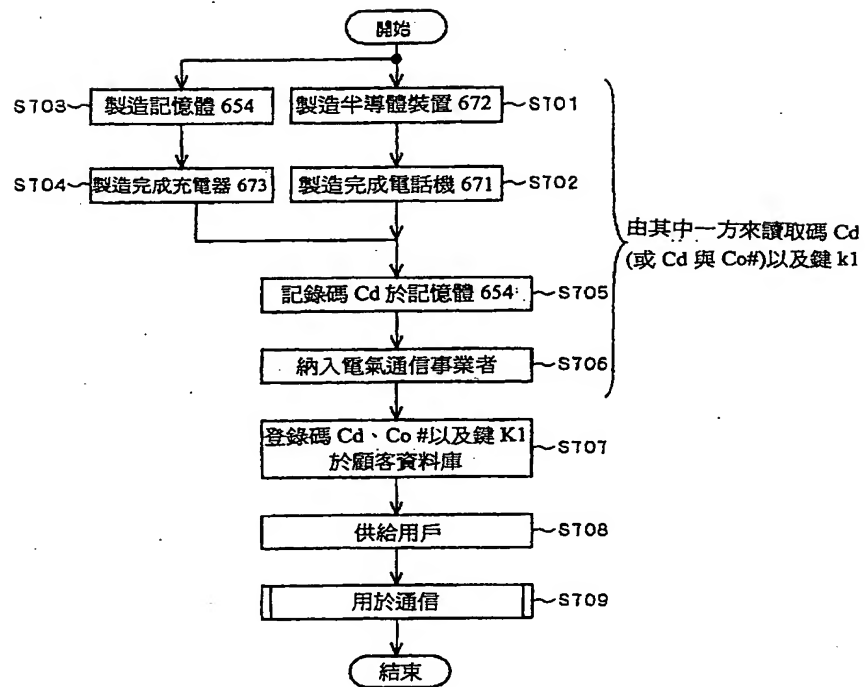 開始
S703 製造記憶體 654
製造半導體裝置 672 S701
S704 製造完成充電器 673
製造完成電話機 671 S702
由其中一方來讀取碼 Cd
(或 Cd 與 Co#)以及鍵 k1
記錄碼 Cd 於記憶體 654 S705
納入電氣通信事業者 S706
登錄碼 Cd、Co #以及鍵 K1
於顧客資料庫 S707
供給用戶 S708
用於通信 S709
結束